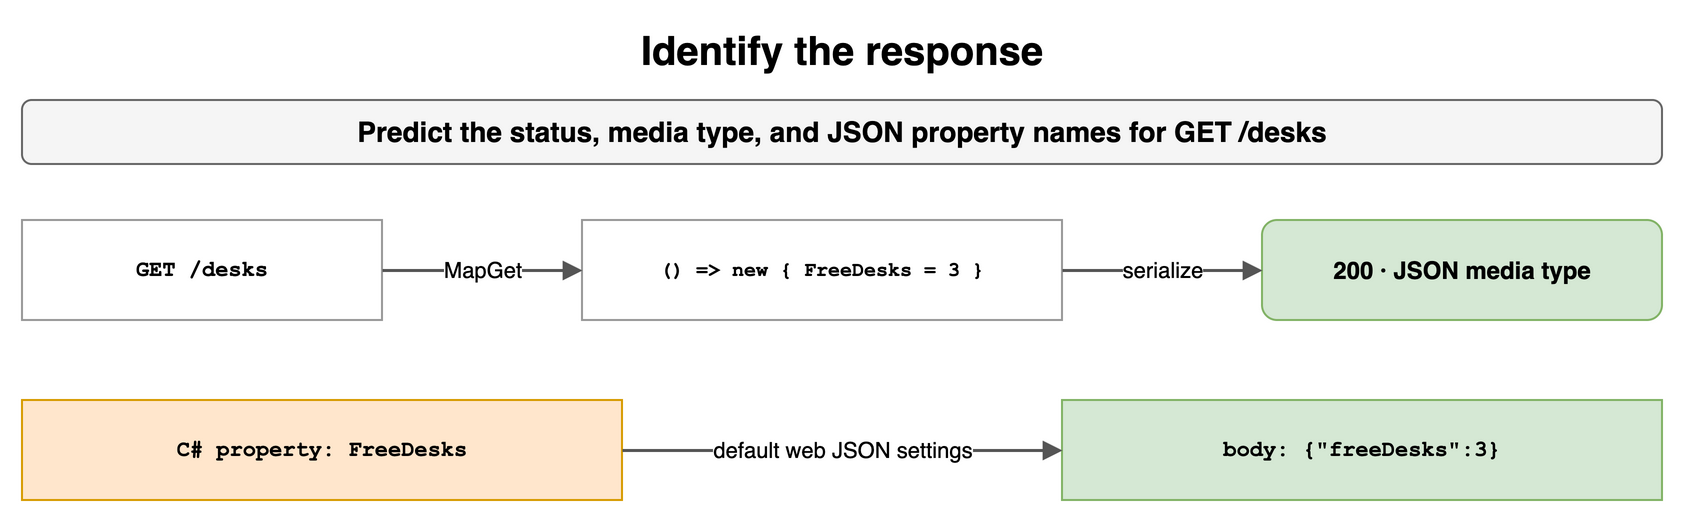 Identify the response
Predict the status, media type, and JSON property names for GET /desks
GET /desks
MapGet
() => new { FreeDesks = 3 }
serialize
200 · JSON media type
C# property: FreeDesks
default web JSON settings
body: {"freeDesks":3}